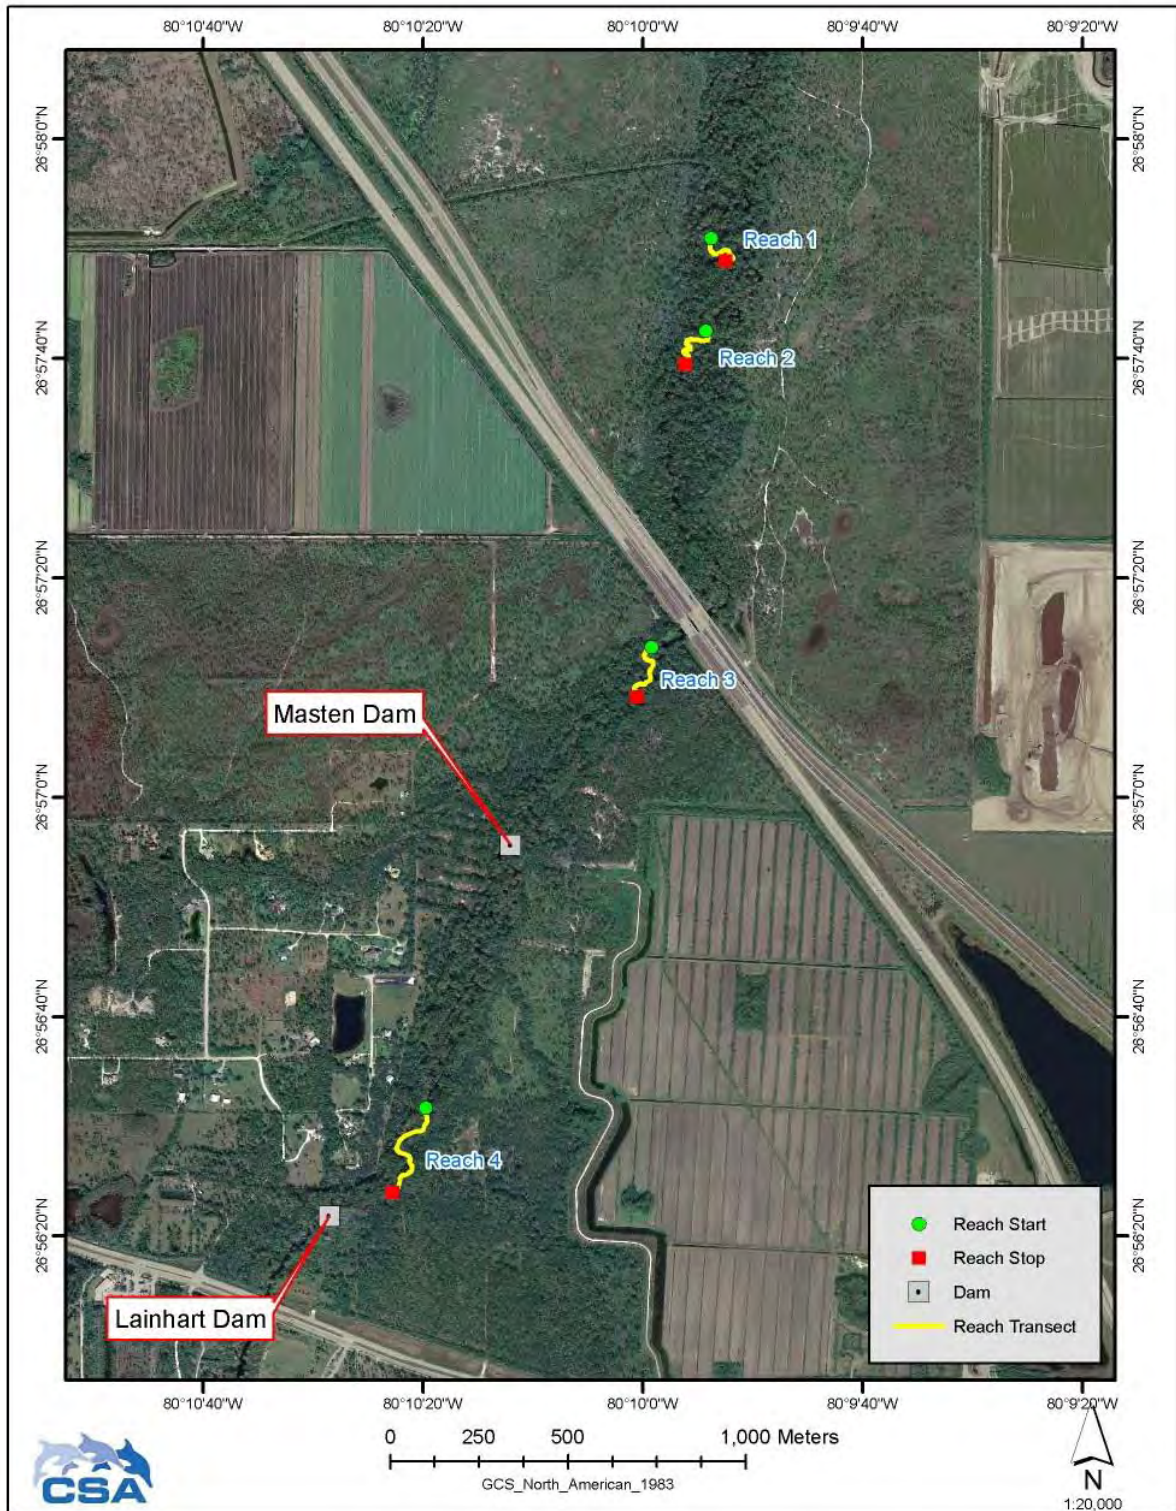 80°10'40"W 80°10'20"W 80°10'0"W 80°9'40"W 80°9'20"W
26°58'0"N 26°58'0"N
Reach 1
26°57'40"N Reach 2 26°57'40"N
26°57'20"N 26°57'20"N
Reach 3
Masten Dam
26°57'0"N 26°57'0"N
26°56'40"N 26°56'40"N
Reach 4
26°56'20"N 26°56'20"N
Lainhart Dam
Reach Start
Reach Stop
Dam
Reach Transect
80°10'40"W 80°10'20"W 80°10'0"W 80°9'40"W 80°9'20"W
0 250 500 1,000 Meters
GCS_North_American_1983
CSA
N
1:20,000